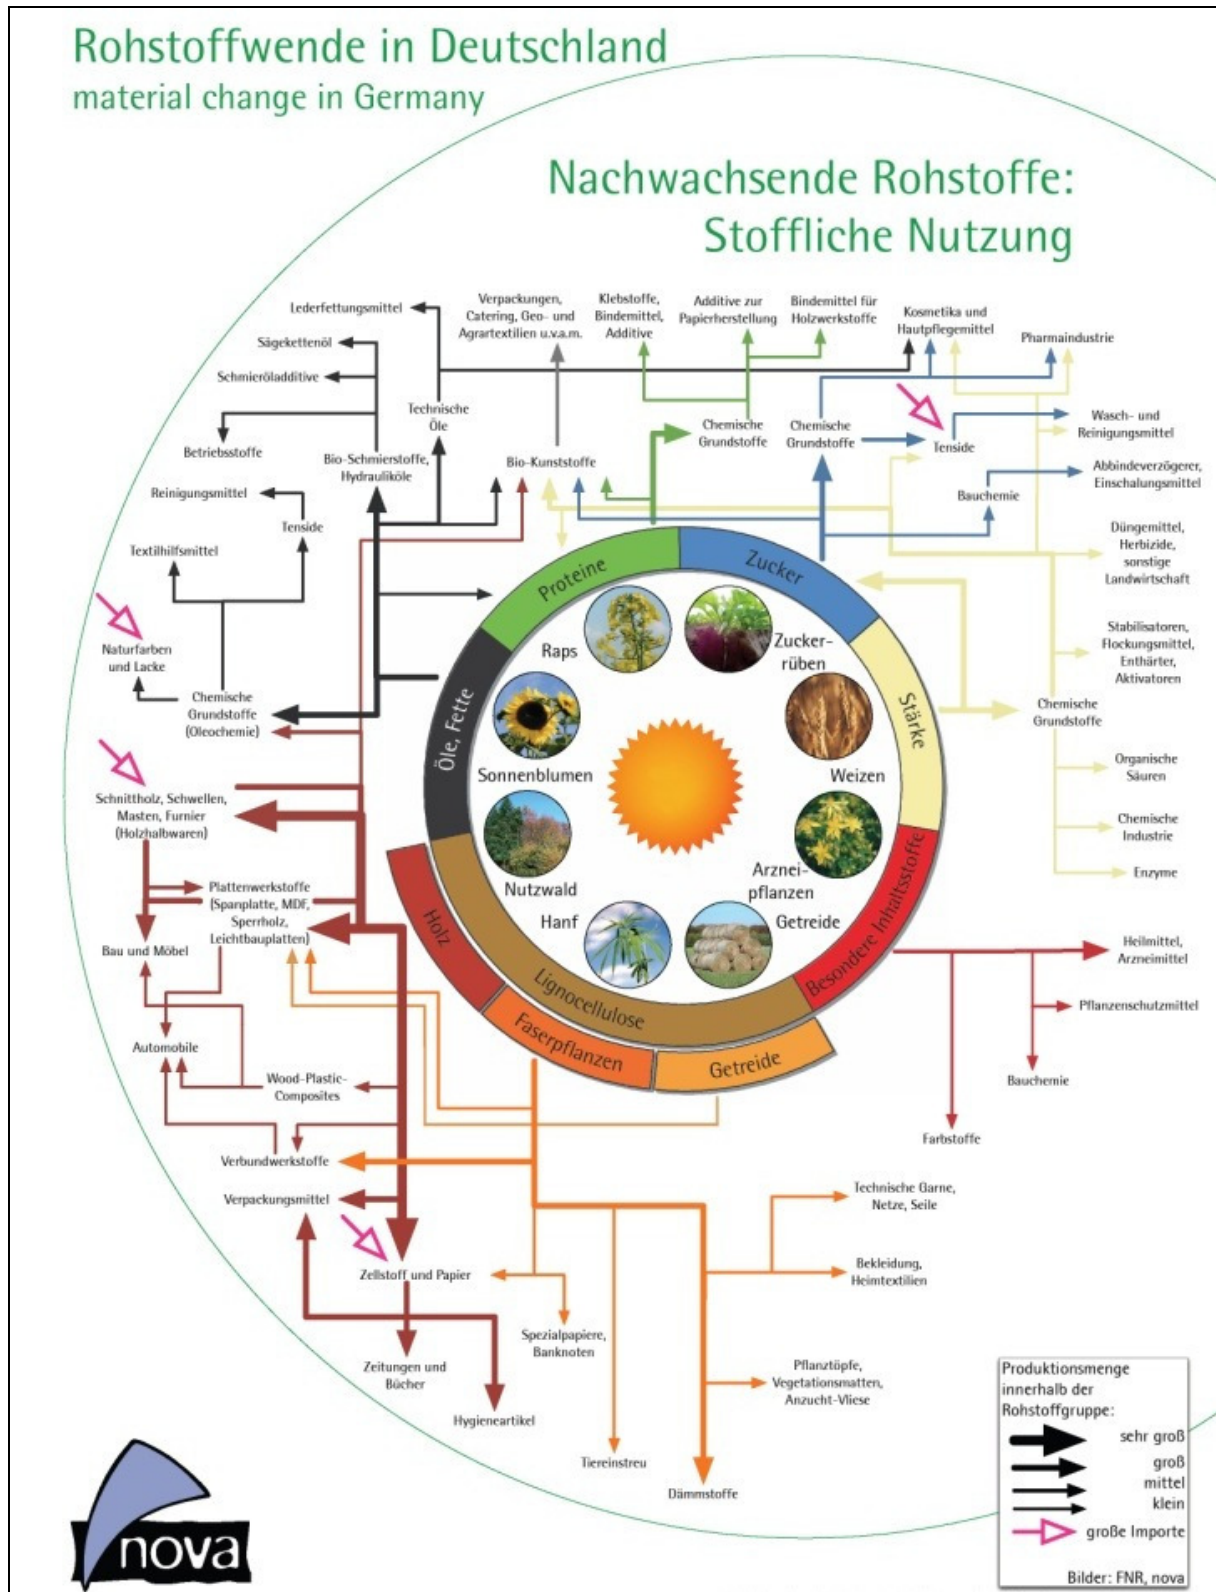 Rohstoffwende in Deutschland
material change in Germany
Nachwachsende Rohstoffe:
Stoffliche Nutzung
Lederfettungsmittel
Verpackungen,
Catering, Geo- und
Agrartextilien u.v.a.m.
Klebstoffe,
Bindemittel,
Additive
Additive zur
Papierherstellung
Bindemittel für
Holzwerkstoffe
Kosmetika und
Hautpflegemittel
Pharmaindustrie
Sägekettenöl
Schmieröladditive
Betriebsstoffe
Technische
Öle
Bio-Schmierstoffe,
Hydrauliköle
Bio-Kunststoffe
Chemische
Grundstoffe
Chemische
Grundstoffe
Tenside
Wasch- und
Reinigungsmittel
Abbindeverzögerer,
Einschalungsmittel
Bauchemie
Reinigungsmittel
Tenside
Textilhilfsmittel
Düngemittel,
Herbizide,
sonstige
Landwirtschaft
Naturfarben
und Lacke
Chemische
Grundstoffe
(Oleochemie)
Stabilisatoren,
Flockungsmittel,
Enthärter,
Aktivatoren
Chemische
Grundstoffe
Organische
Säuren
Chemische
Industrie
Enzyme
Proteine
Zucker
Stärke
Öle, Fette
Besondere Inhaltsstoffe
Lignocellulose
Holz
Faserpflanzen
Getreide
Raps
Zucker-
rüben
Sonnenblumen
Weizen
Nutzwald
Arznei-
pflanzen
Hanf
Getreide
Schnittholz, Schwellen,
Masten, Furnier
(Holzhalbwaren)
Plattenwerkstoffe
(Spanplatte, MDF,
Sperrholz,
Leichtbauplatten)
Bau und Möbel
Automobile
Wood-Plastic-
Composites
Verbundwerkstoffe
Verpackungsmittel
Zellstoff und Papier
Zeitungen und
Bücher
Hygieneartikel
Spezialpapiere,
Banknoten
Tiereinstreu
Dämmstoffe
Technische Garne,
Netze, Seile
Bekleidung,
Heimtextilien
Pflanztöpfe,
Vegetationsmatten,
Anzucht-Vliese
Heilmittel,
Arzneimittel
Pflanzenschutzmittel
Bauchemie
Farbstoffe
Produktionsmenge
innerhalb der
Rohstoffgruppe:
sehr groß
groß
mittel
klein
große Importe
Bilder: FNR, nova
nova